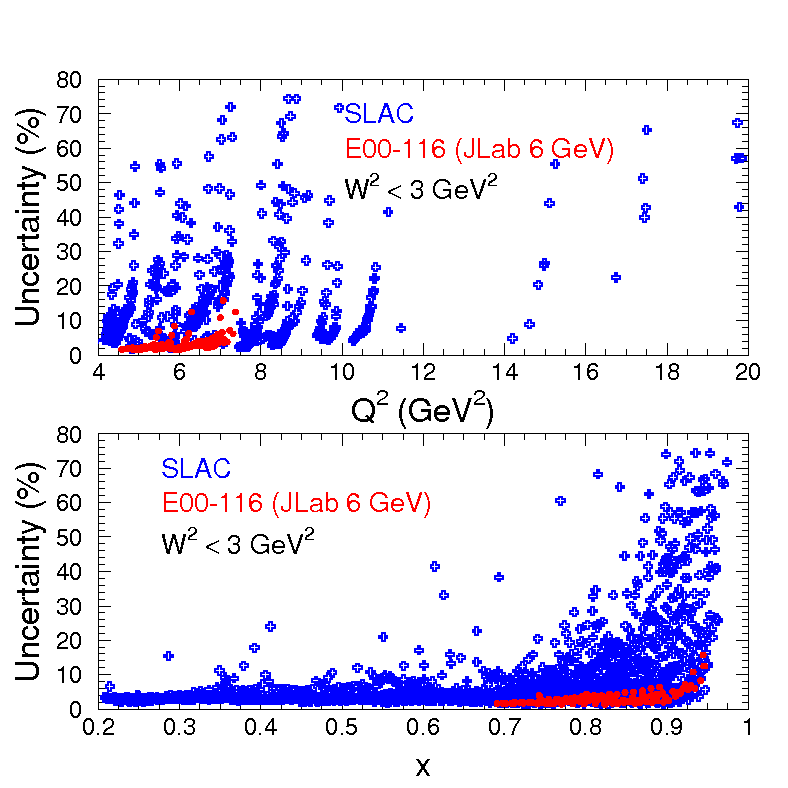 80
70
60
50
40
30
20
10
0
Uncertainty (%)
SLAC
E00-116 (JLab 6 GeV)
W² < 3 GeV²
4 6 8 10 12 14 16 18 20
Q² (GeV²)
80
70
60
50
40
30
20
10
0
Uncertainty (%)
SLAC
E00-116 (JLab 6 GeV)
W² < 3 GeV²
0.2 0.3 0.4 0.5 0.6 0.7 0.8 0.9 1
x